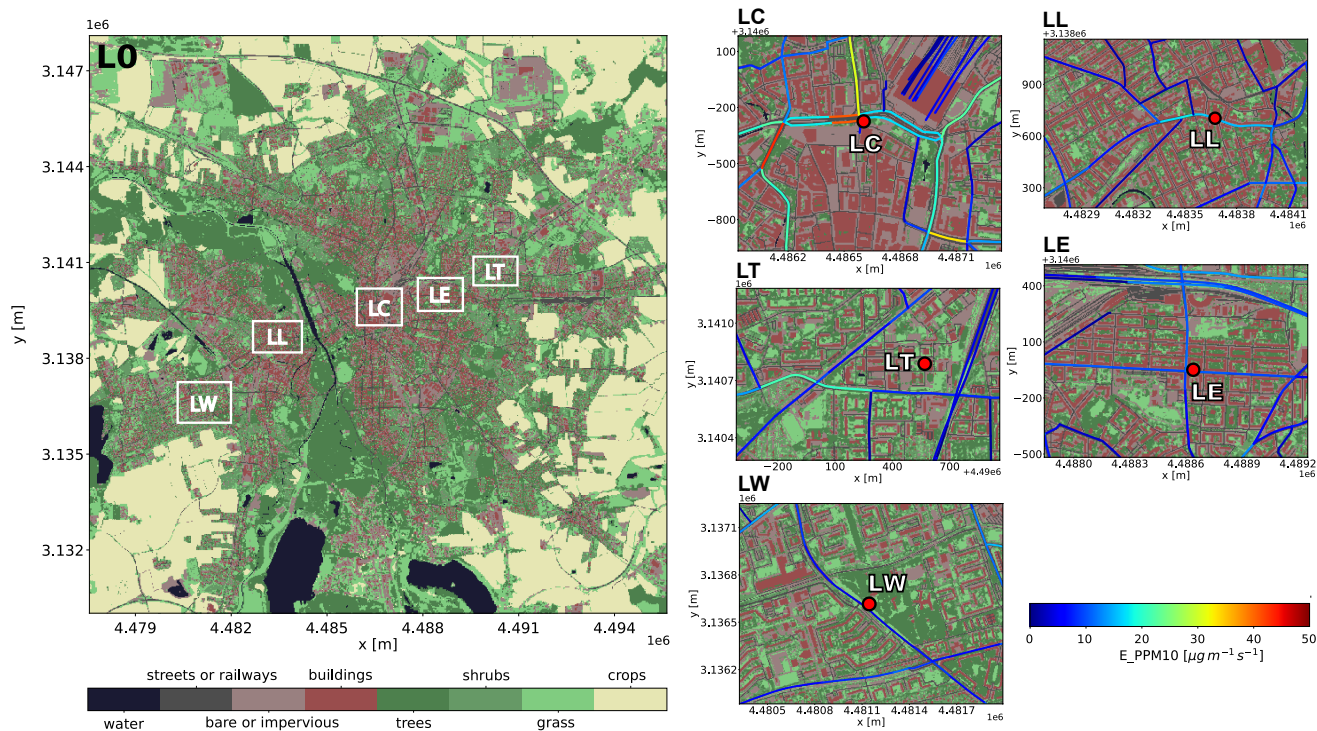 L0
1e6
3.147
3.144
3.141
3.138
3.135
3.132
y [m]
LT
LE
LC
LL
LW
4.479
4.482
4.485
4.488
4.491
4.494
1e6
x [m]
streets or railways
buildings
shrubs
crops
water
bare or impervious
trees
grass
LC
+3.14e6
100
−200
−500
−800
y [m]
LC
4.4862
4.4865
4.4868
4.4871
x [m]
1e6
LL
+3.138e6
900
600
300
y [m]
LL
4.4829
4.4832
4.4835
4.4838
4.4841
x [m]
1e6
LT
1e6
3.1410
3.1407
3.1404
y [m]
LT
−200
100
400
700
x [m]
+4.49e6
LE
+3.14e6
400
100
−200
−500
y [m]
LE
4.4880
4.4883
4.4886
4.4889
4.4892
x [m]
1e6
LW
1e6
3.1371
3.1368
3.1365
3.1362
y [m]
LW
4.4805
4.4808
4.4811
4.4814
4.4817
x [m]
1e6
0
10
20
30
40
50
E_PPM10 [μg m⁻¹ s⁻¹]